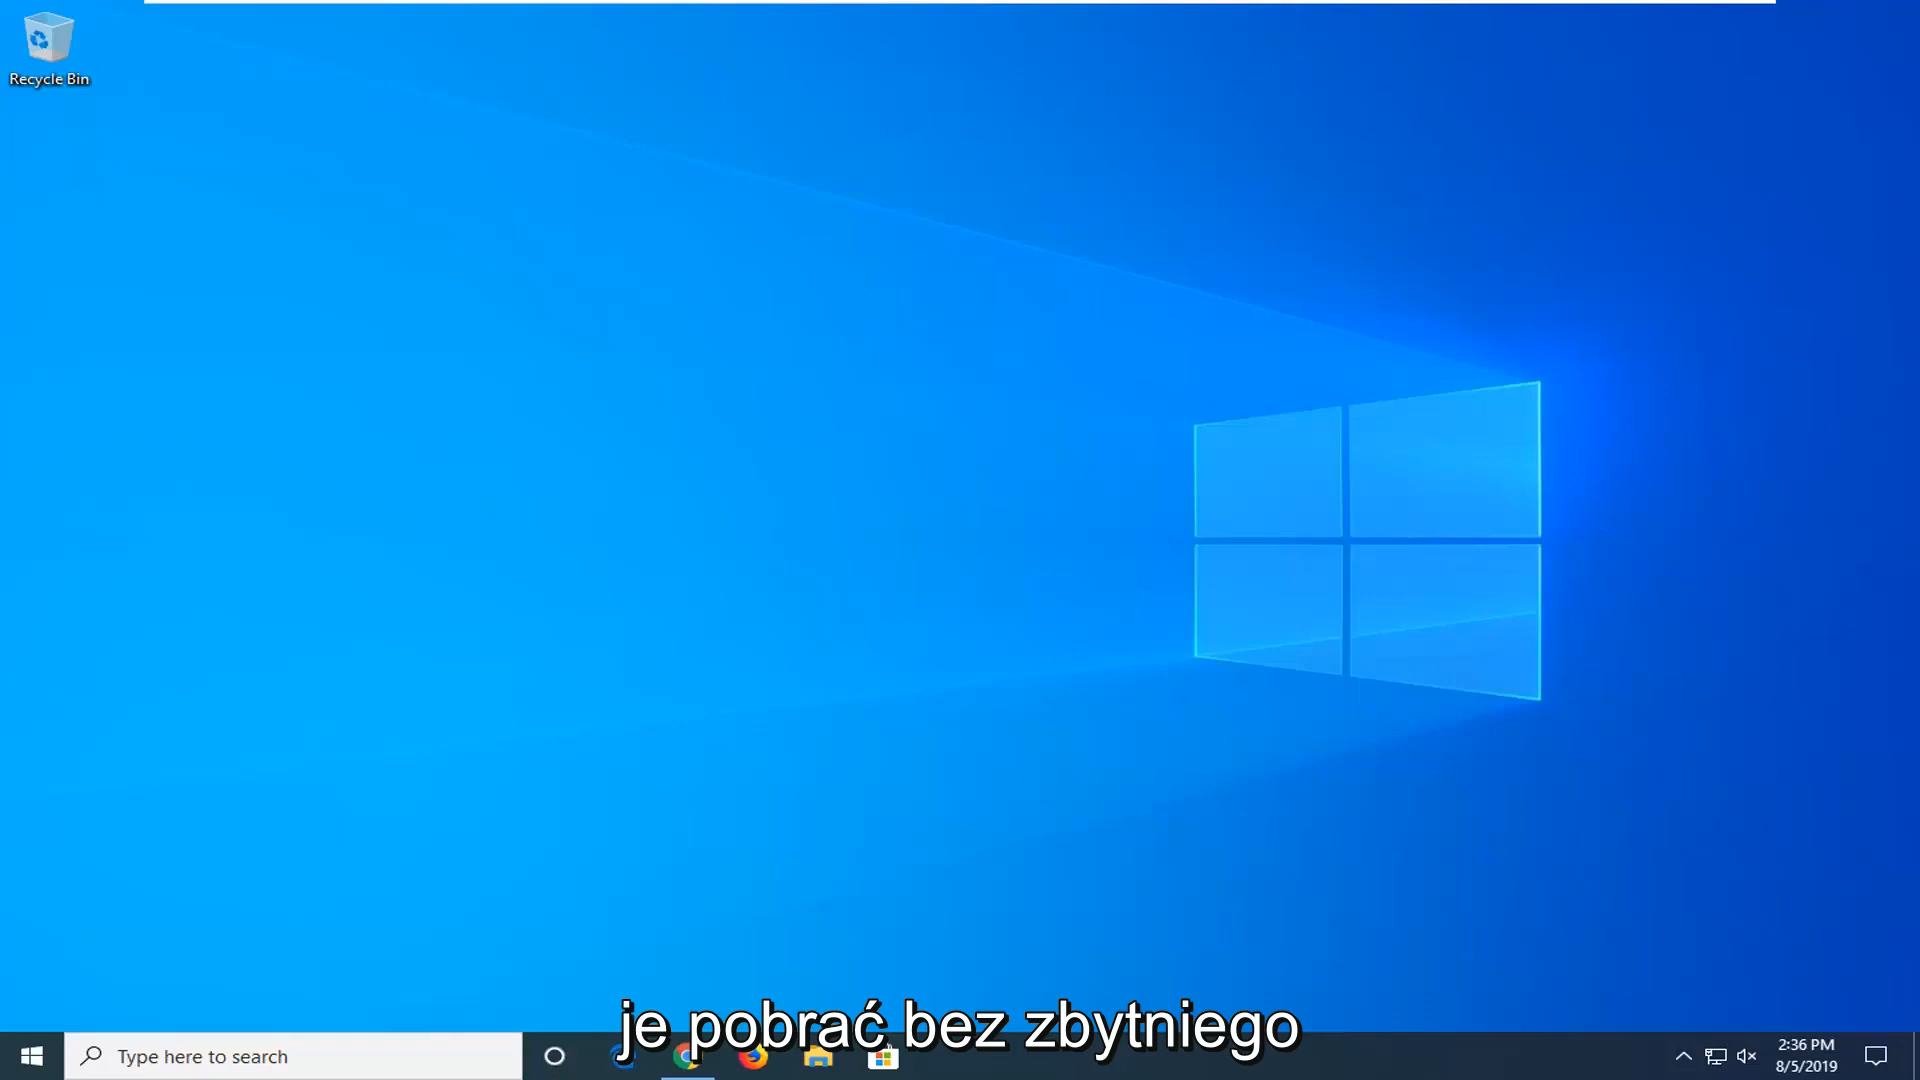 Recycle Bin
je pobrać bez zbytniego
Type here to search
2:36 PM
8/5/2019